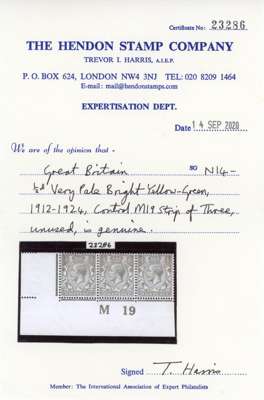 Certificate No: 23286
THE HENDON STAMP COMPANY
TREVOR I. HARRIS, A.I.E.P.
P. O. BOX 624, LONDON NW4 3NJ TEL: 020 8209 1464
E-mail: mail@hendonstamps.com
EXPERTISATION DEPT.
Date 14 SEP 2020
We are of the opinion that -
Great Britain SG N14 -
½d Very Pale Bright Yellow-Green,
1912-1924, Control M19 Strip of Three,
unused, is genuine.
23286
M 19
Signed T. Harris
Member: The International Association of Expert Philatelists